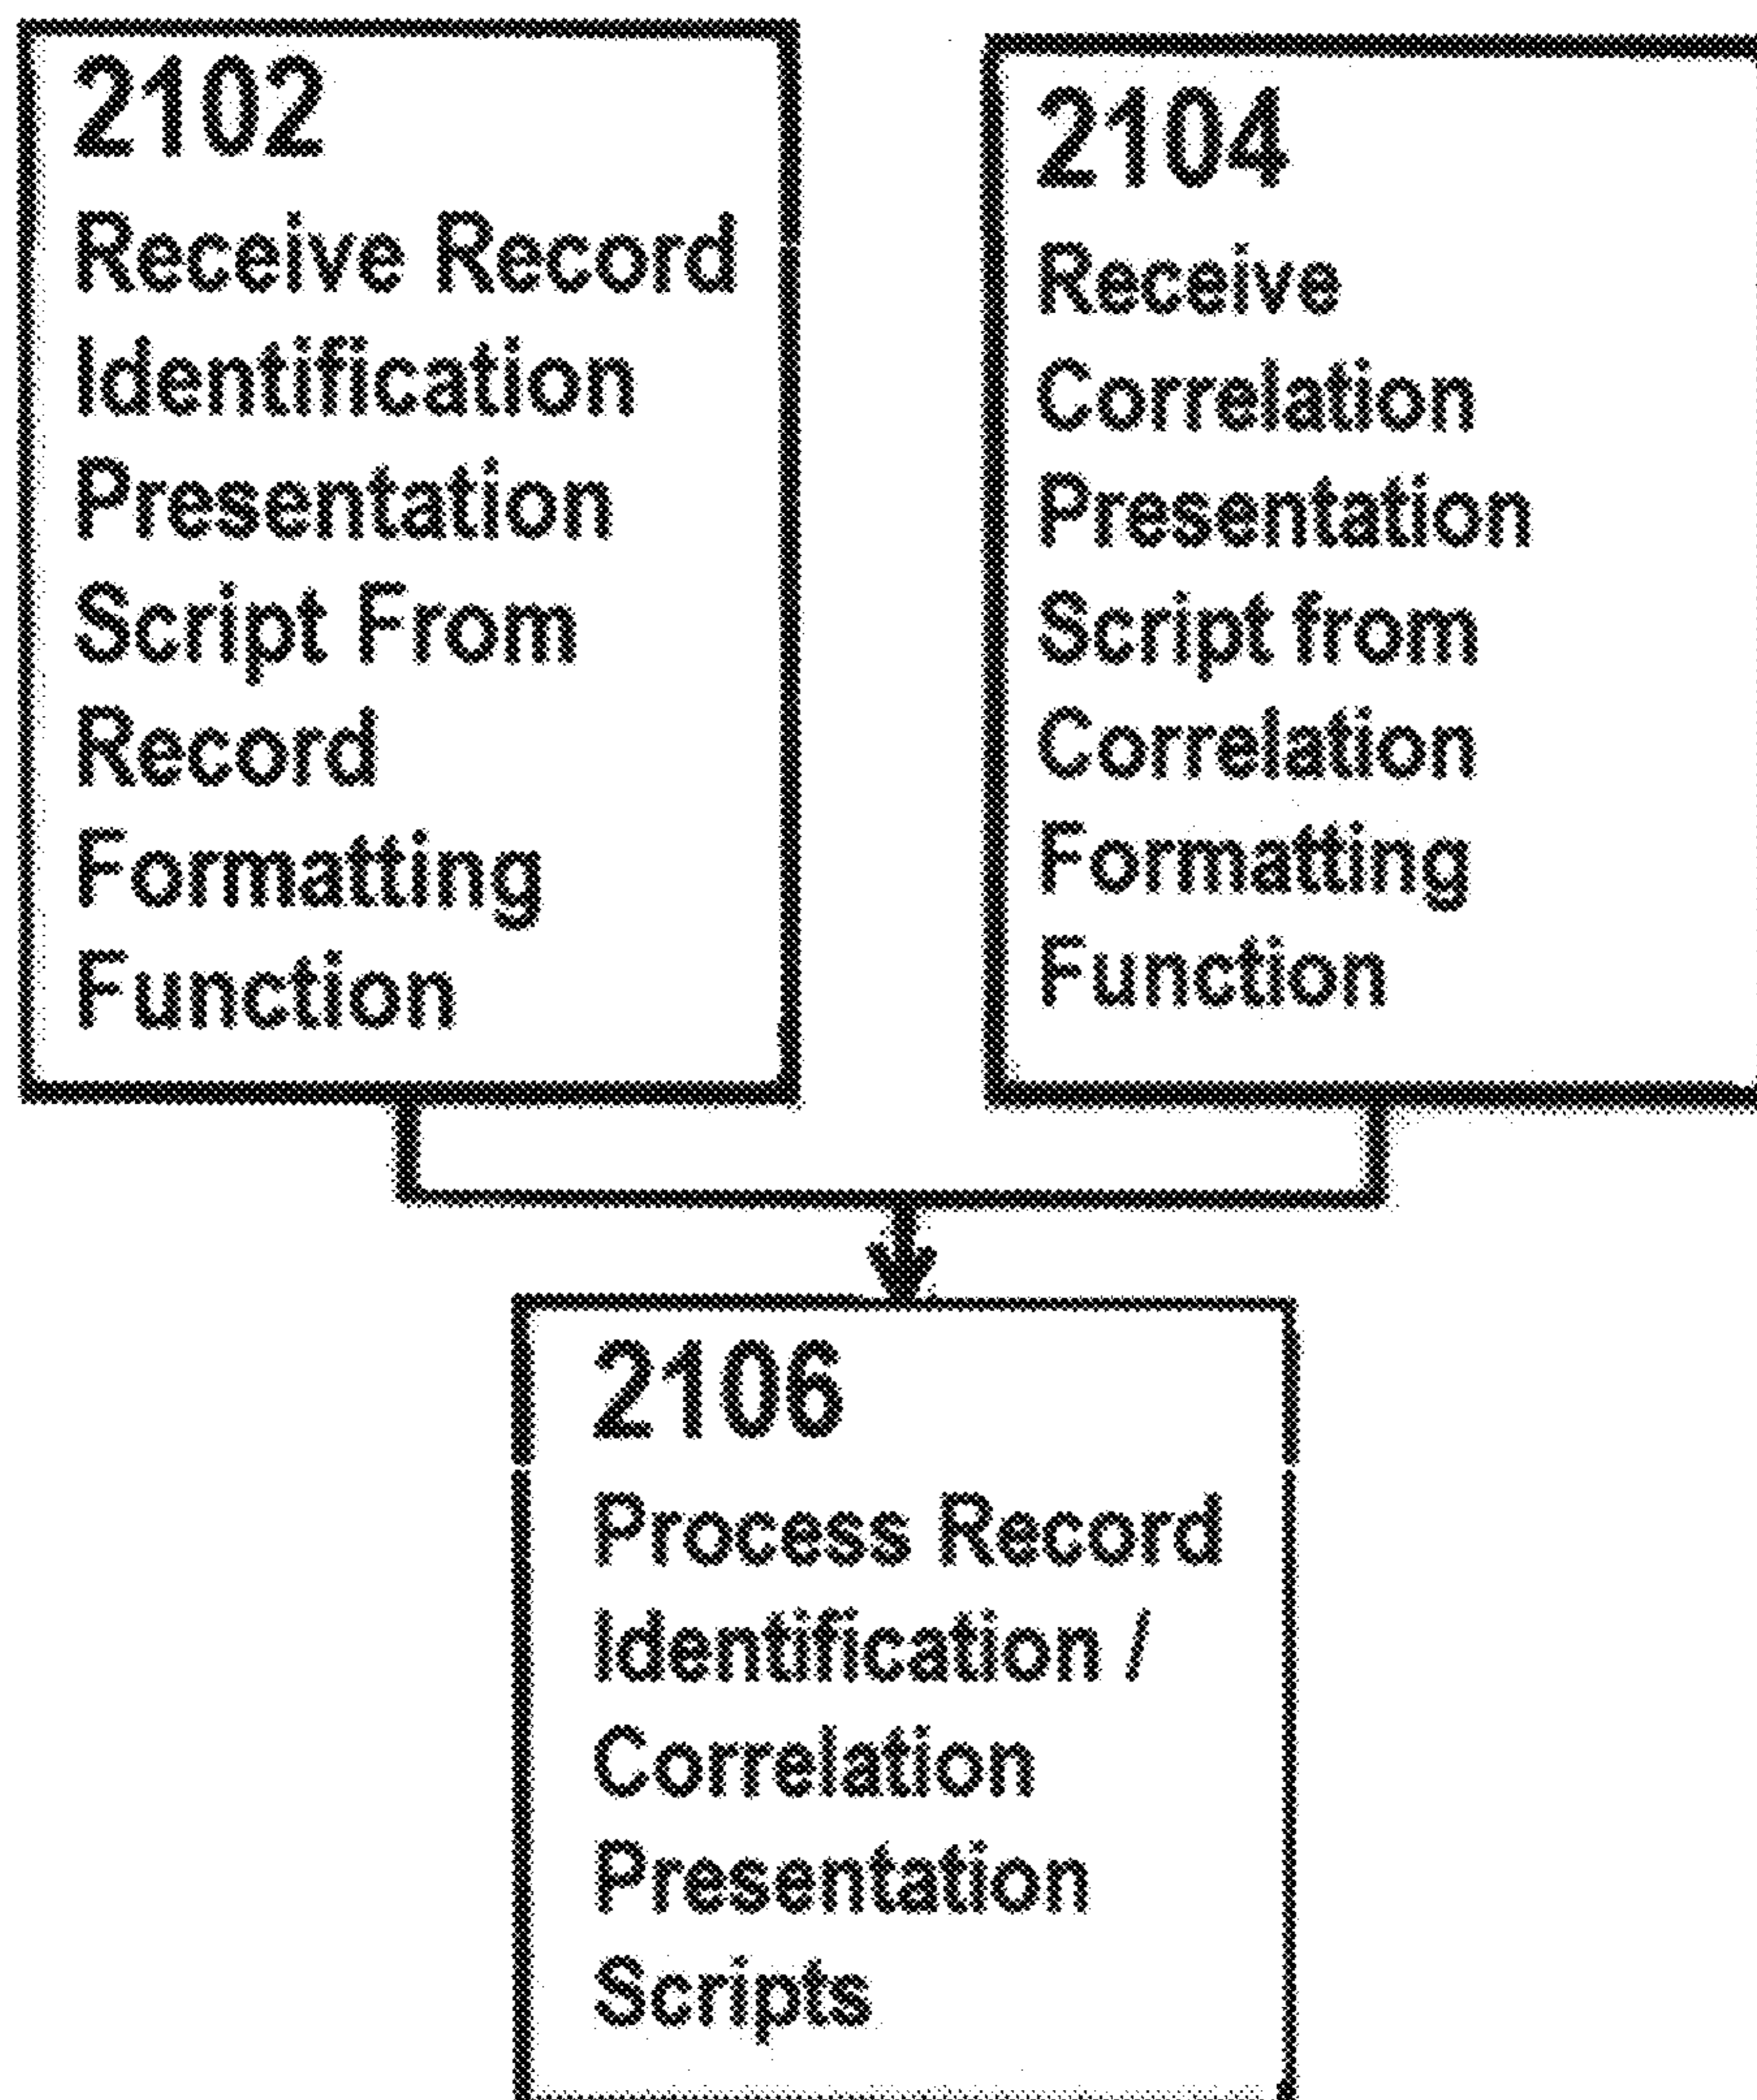 2102
Receive Record
Identification
Presentation
Script From
Record
Formatting
Function
2104
Receive
Correlation
Presentation
Script from
Correlation
Formatting
Function
2106
Process Record
Identification /
Correlation
Presentation
Scripts